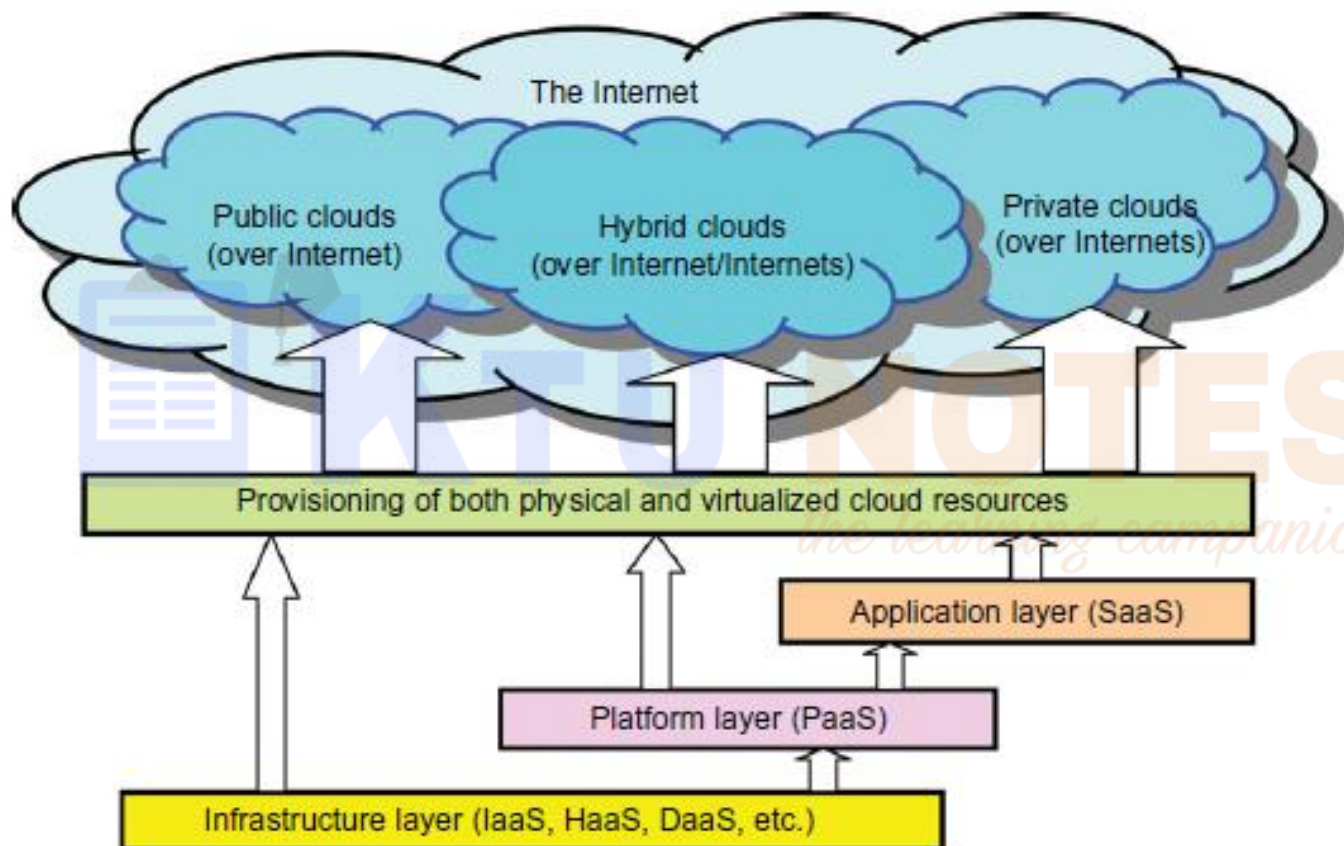 The Internet
Public clouds
(over Internet)
Hybrid clouds
(over Internet/Internets)
Private clouds
(over Internets)
KTU NOTES
Provisioning of both physical and virtualized cloud resources
the learning companio
Application layer (SaaS)
Platform layer (PaaS)
Infrastructure layer (IaaS, HaaS, DaaS, etc.)